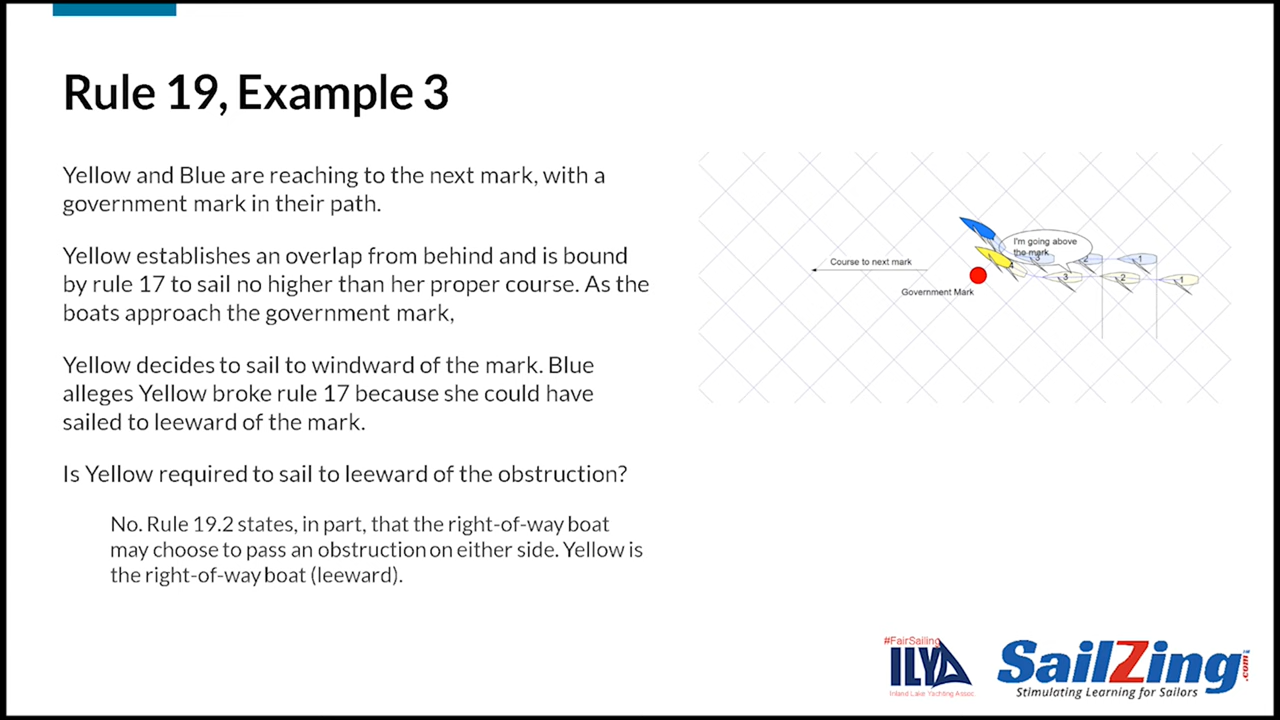 Rule 19, Example 3
Yellow and Blue are reaching to the next mark, with a
government mark in their path.
Yellow establishes an overlap from behind and is bound
by rule 17 to sail no higher than her proper course. As the
boats approach the government mark,
Yellow decides to sail to windward of the mark. Blue
alleges Yellow broke rule 17 because she could have
sailed to leeward of the mark.
Is Yellow required to sail to leeward of the obstruction?
No. Rule 19.2 states, in part, that the right-of-way boat
may choose to pass an obstruction on either side. Yellow is
the right-of-way boat (leeward).
I'm going above
the mark
3
2
1
4
3
2
1
Course to next mark
Government Mark
#FairSailing
ILYA
Inland Lake Yachting Assoc.
SailZing.com
Stimulating Learning for Sailors